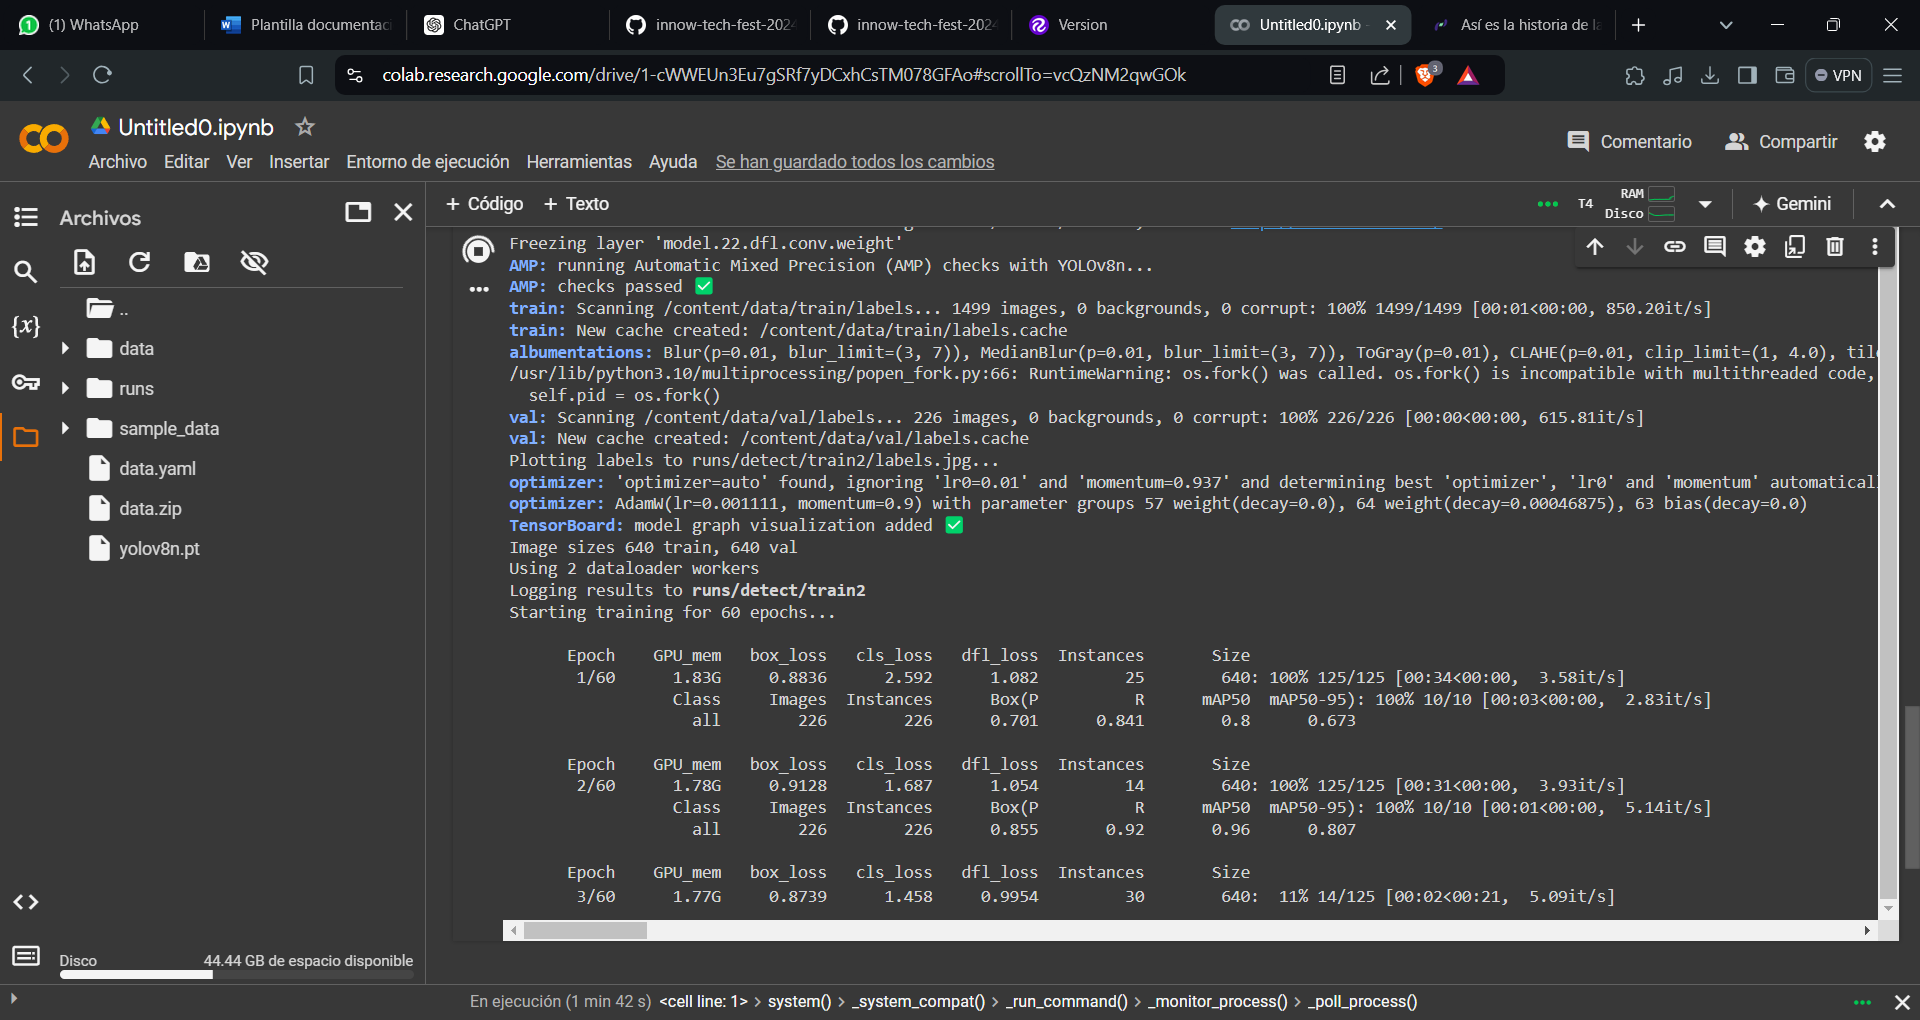 (1) WhatsApp
Plantilla documentac
ChatGPT
innow-tech-fest-2024
innow-tech-fest-2024
Version
Untitled0.ipynb -
Así es la historia de la
colab.research.google.com/drive/1-cWWEUn3Eu7gSRf7yDCxhCsTM078GFAo#scrollTo=vcQzNM2qwGOk
3
VPN
Untitled0.ipynb
Archivo Editar Ver Insertar Entorno de ejecución Herramientas Ayuda Se han guardado todos los cambios
Comentario
Compartir
Archivos
+ Código + Texto
T4
RAM
Disco
Gemini
..
data
runs
sample_data
data.yaml
data.zip
yolov8n.pt
Disco 44.44 GB de espacio disponible
Freezing layer 'model.22.dfl.conv.weight'
AMP: running Automatic Mixed Precision (AMP) checks with YOLOv8n...
AMP: checks passed ✅
train: Scanning /content/data/train/labels... 1499 images, 0 backgrounds, 0 corrupt: 100% 1499/1499 [00:01<00:00, 850.20it/s]
train: New cache created: /content/data/train/labels.cache
albumentations: Blur(p=0.01, blur_limit=(3, 7)), MedianBlur(p=0.01, blur_limit=(3, 7)), ToGray(p=0.01), CLAHE(p=0.01, clip_limit=(1, 4.0), tile
/usr/lib/python3.10/multiprocessing/popen_fork.py:66: RuntimeWarning: os.fork() was called. os.fork() is incompatible with multithreaded code,
self.pid = os.fork()
val: Scanning /content/data/val/labels... 226 images, 0 backgrounds, 0 corrupt: 100% 226/226 [00:00<00:00, 615.81it/s]
val: New cache created: /content/data/val/labels.cache
Plotting labels to runs/detect/train2/labels.jpg...
optimizer: 'optimizer=auto' found, ignoring 'lr0=0.01' and 'momentum=0.937' and determining best 'optimizer', 'lr0' and 'momentum' automatical
optimizer: AdamW(lr=0.001111, momentum=0.9) with parameter groups 57 weight(decay=0.0), 64 weight(decay=0.00046875), 63 bias(decay=0.0)
TensorBoard: model graph visualization added ✅
Image sizes 640 train, 640 val
Using 2 dataloader workers
Logging results to runs/detect/train2
Starting training for 60 epochs...
Epoch GPU_mem box_loss cls_loss dfl_loss Instances Size
1/60 1.83G 0.8836 2.592 1.082 25 640: 100% 125/125 [00:34<00:00, 3.58it/s]
Class Images Instances Box(P R mAP50 mAP50-95): 100% 10/10 [00:03<00:00, 2.83it/s]
all 226 226 0.701 0.841 0.8 0.673
Epoch GPU_mem box_loss cls_loss dfl_loss Instances Size
2/60 1.78G 0.9128 1.687 1.054 14 640: 100% 125/125 [00:31<00:00, 3.93it/s]
Class Images Instances Box(P R mAP50 mAP50-95): 100% 10/10 [00:01<00:00, 5.14it/s]
all 226 226 0.855 0.92 0.96 0.807
Epoch GPU_mem box_loss cls_loss dfl_loss Instances Size
3/60 1.77G 0.8739 1.458 0.9954 30 640: 11% 14/125 [00:02<00:21, 5.09it/s]
En ejecución (1 min 42 s) <cell line: 1> > system() > _system_compat() > _run_command() > _monitor_process() > _poll_process()